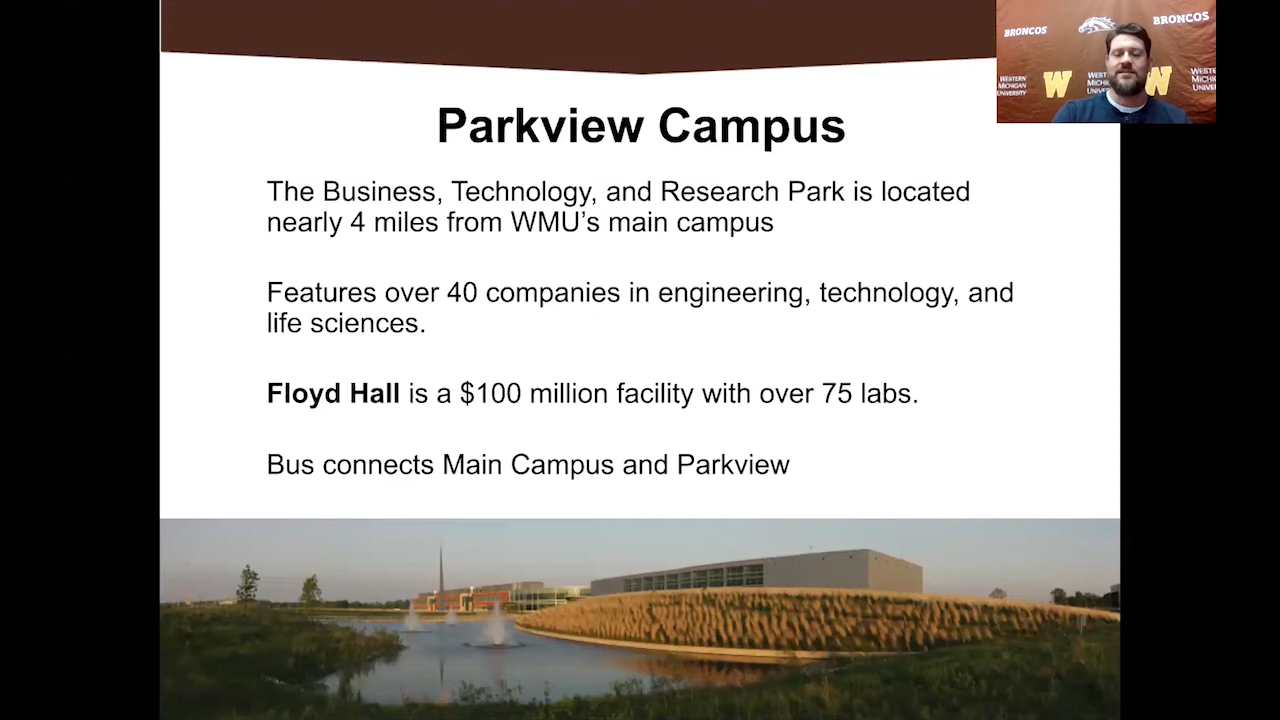 Parkview Campus
The Business, Technology, and Research Park is located
nearly 4 miles from WMU’s main campus
Features over 40 companies in engineering, technology, and
life sciences.
Floyd Hall is a $100 million facility with over 75 labs.
Bus connects Main Campus and Parkview
BRONCOS
BRONCOS
WESTERN
MICHIGAN
UNIVERSITY
W
W